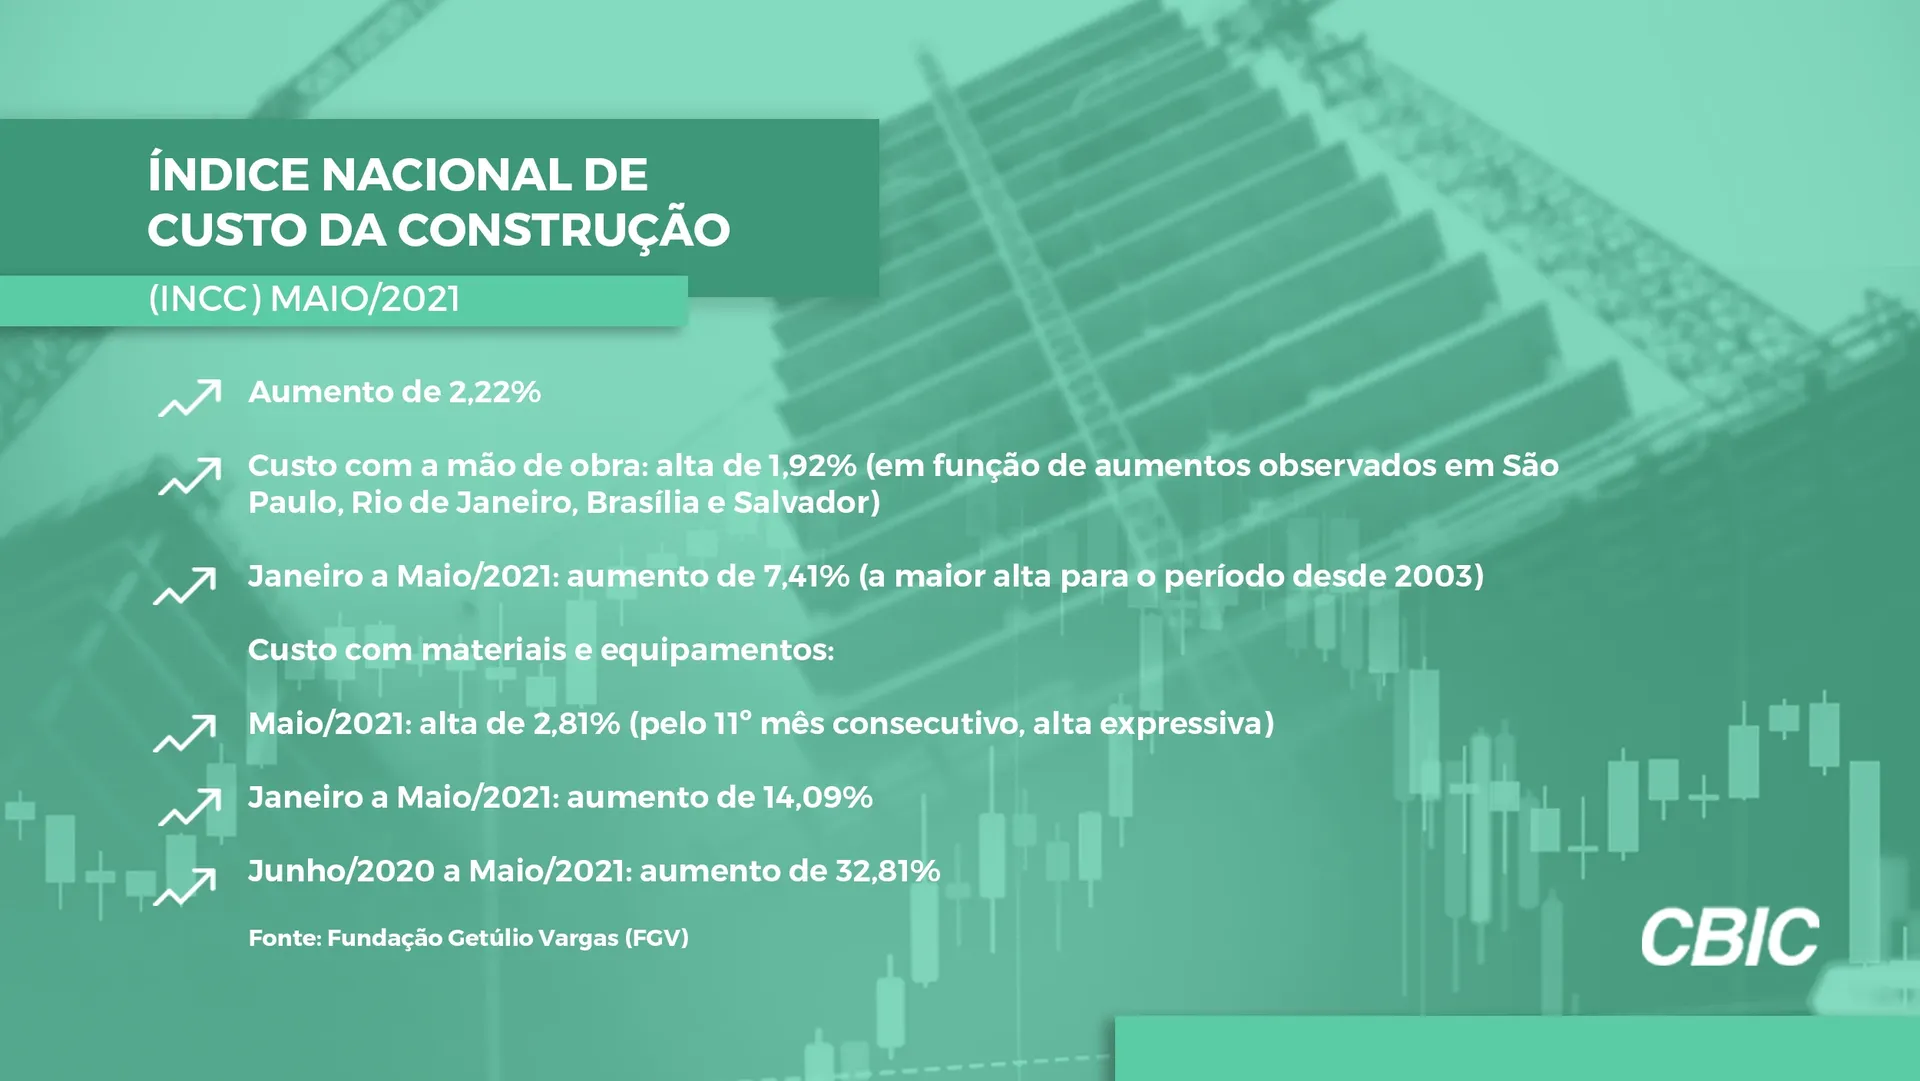 ÍNDICE NACIONAL DE
CUSTO DA CONSTRUÇÃO
(INCC) MAIO/2021
Aumento de 2,22%
Custo com a mão de obra: alta de 1,92% (em função de aumentos observados em São
Paulo, Rio de Janeiro, Brasília e Salvador)
Janeiro a Maio/2021: aumento de 7,41% (a maior alta para o período desde 2003)
Custo com materiais e equipamentos:
Maio/2021: alta de 2,81% (pelo 11º mês consecutivo, alta expressiva)
Janeiro a Maio/2021: aumento de 14,09%
Junho/2020 a Maio/2021: aumento de 32,81%
Fonte: Fundação Getúlio Vargas (FGV)
CBIC